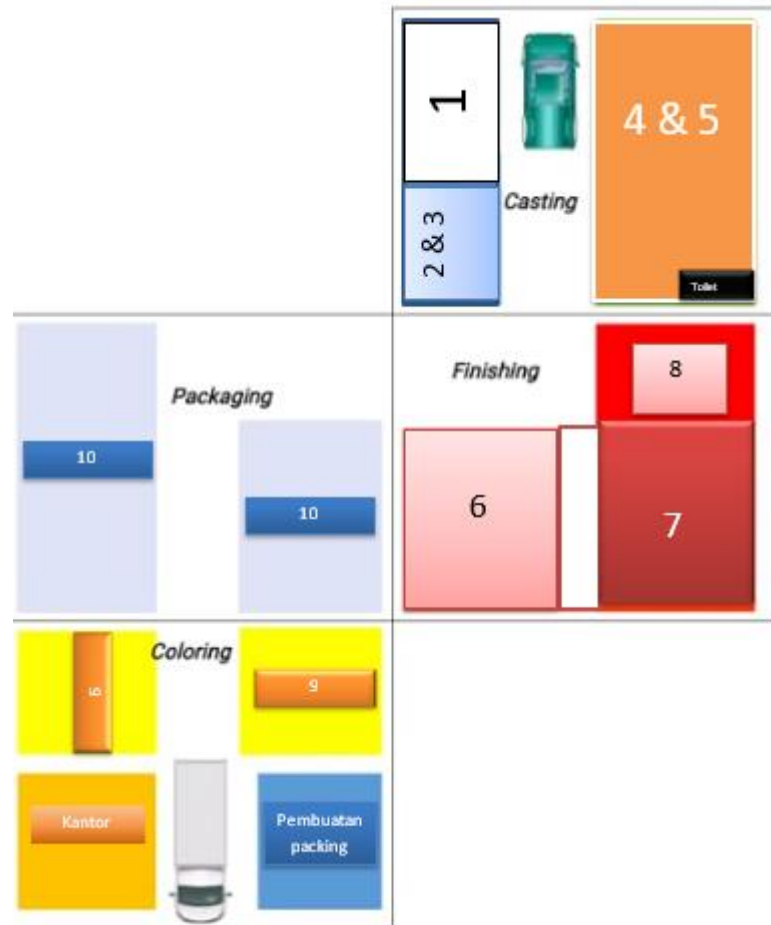 1
4 & 5
2 & 3
Casting
Toilet
Packaging
10
10
Finishing
8
6
7
Coloring
9
9
Kantor
Pembuatan
packing